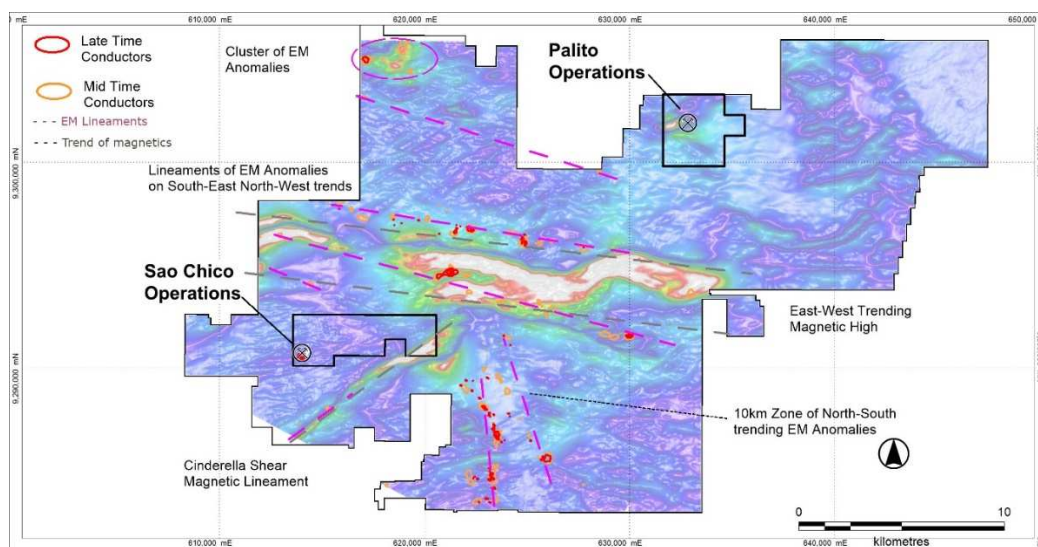 610,000 mE
620,000 mE
630,000 mE
640,000 mE
650,000
Late Time
Conductors
Mid Time
Conductors
EM Lineaments
Trend of magnetics
Cluster of EM
Anomalies
Palito
Operations
9,300,000 mN
Lineaments of EM Anomalies
on South-East North-West trends
Sao Chico
Operations
East-West Trending
Magnetic High
9,290,000 mN
10km Zone of North-South
trending EM Anomalies
Cinderella Shear
Magnetic Lineament
0
10
kilometres
610,000 mE
620,000 mE
630,000 mE
640,000 mE